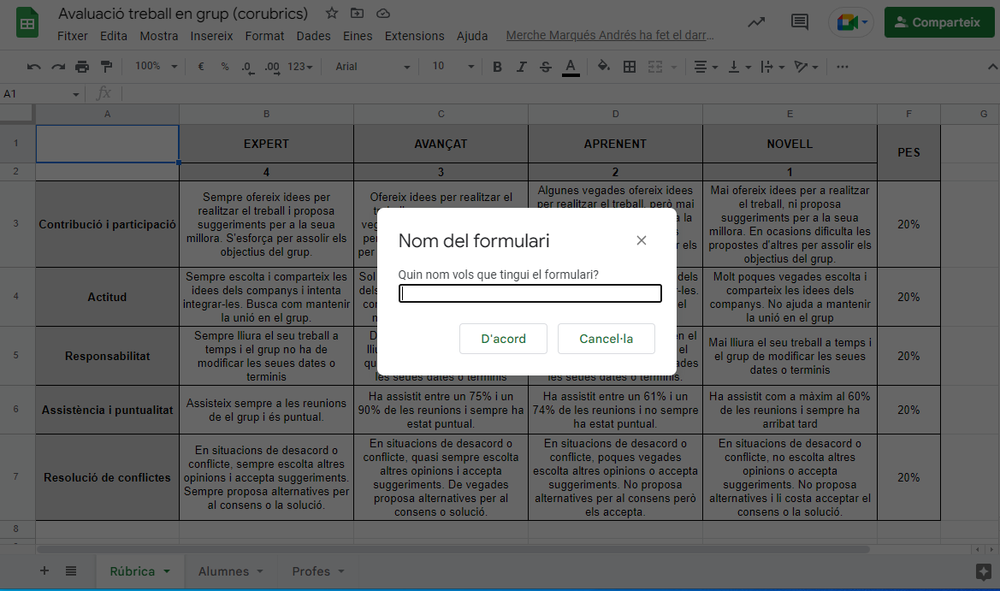 Avaluació treball en grup (corubrics)
Fitxer Edita Mostra Insereix Format Dades Eines Extensions Ajuda Merche Marqués Andrés ha fet el darr…
Comparteix
100% € % .0 .00 123 Arial 10 B I S A
A1 fx
A B C D E F G
1 EXPERT AVANÇAT APRENENT NOVELL PES
2 4 3 2 1
3 Contribució i participació
Sempre ofereix idees per
realitzar el treball i proposa
suggeriments per a la seua
millora. S'esforça per assolir els
objectius del grup.
Ofereix idees per realitzar el
Algunes vegades ofereix idees
per realitzar el treball, però mai
Mai ofereix idees per a realitzar
el treball, ni proposa
suggeriments per a la seua
millora. En ocasions dificulta les
propostes d'altres per assolir els
objectius del grup.
20%
4 Actitud
Sempre escolta i comparteix les
idees dels companys i intenta
integrar-les. Busca com mantenir
la unió en el grup.
Molt poques vegades escolta i
comparteix les idees dels
companys. No ajuda a mantenir
la unió en el grup
20%
5 Responsabilitat
Sempre lliura el seu treball a
temps i el grup no ha de
modificar les seues dates o
terminis
les seues dates o terminis
les seues dates o terminis.
Mai lliura el seu treball a temps i
el grup de modificar les seues
dates o terminis
20%
6 Assistència i puntualitat
Assisteix sempre a les reunions
de el grup i és puntual.
Ha assistit entre un 75% i un
90% de les reunions i sempre ha
estat puntual.
Ha assistit entre un 61% i un
74% de les reunions i no sempre
ha estat puntual.
Ha assistit com a màxim al 60%
de les reunions i sempre ha
arribat tard
20%
7 Resolució de conflictes
En situacions de desacord o
conflicte, sempre escolta altres
opinions i accepta suggeriments.
Sempre proposa alternatives per
al consens o la solució.
En situacions de desacord o
conflicte, quasi sempre escolta
altres opinions i accepta
suggeriments. De vegades
proposa alternatives per al
consens o solució.
En situacions de desacord o
conflicte, poques vegades
escolta altres opinions o accepta
suggeriments. No proposa
alternatives per al consens però
els accepta.
En situacions de desacord o
conflicte, no escolta altres
opinions o accepta
suggeriments. No proposa
alternatives i li costa acceptar el
consens o la solució.
20%
8
Nom del formulari
Quin nom vols que tingui el formulari?
D'acord Cancel·la
Rúbrica Alumnes Profes